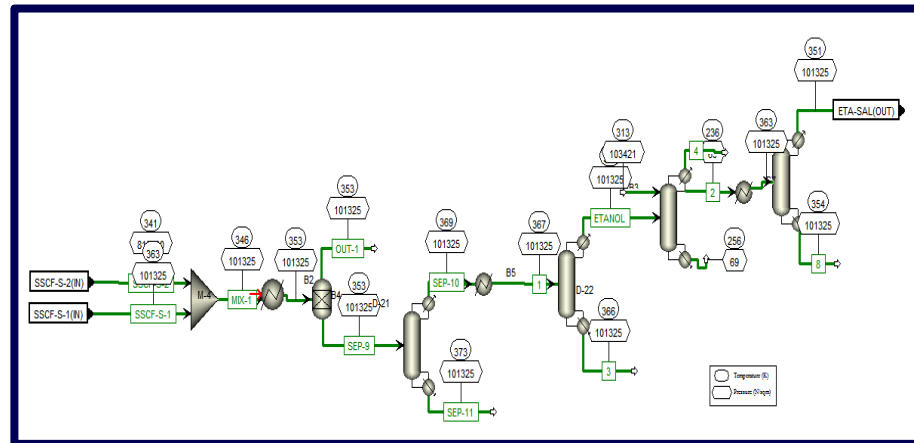 351
101325
ETA-SAL(OUT)
313
103421
236
363
101325
4
353
101325
B3
101325
2
341
369
101325
367
101325
ETANOL
363
101325
346
101325
353
101325
OUT-1
354
101325
256
69
SSCF-S-2(IN)
B2
B4
353
101325
SEP-10
B5
1
D-22
8
M-4
MIX-1
SSCF-S-1(IN)
SSCF-S-1
SEP-9
366
101325
373
101325
3
Temperature (K)
Pressure (N/sqm)
SEP-11